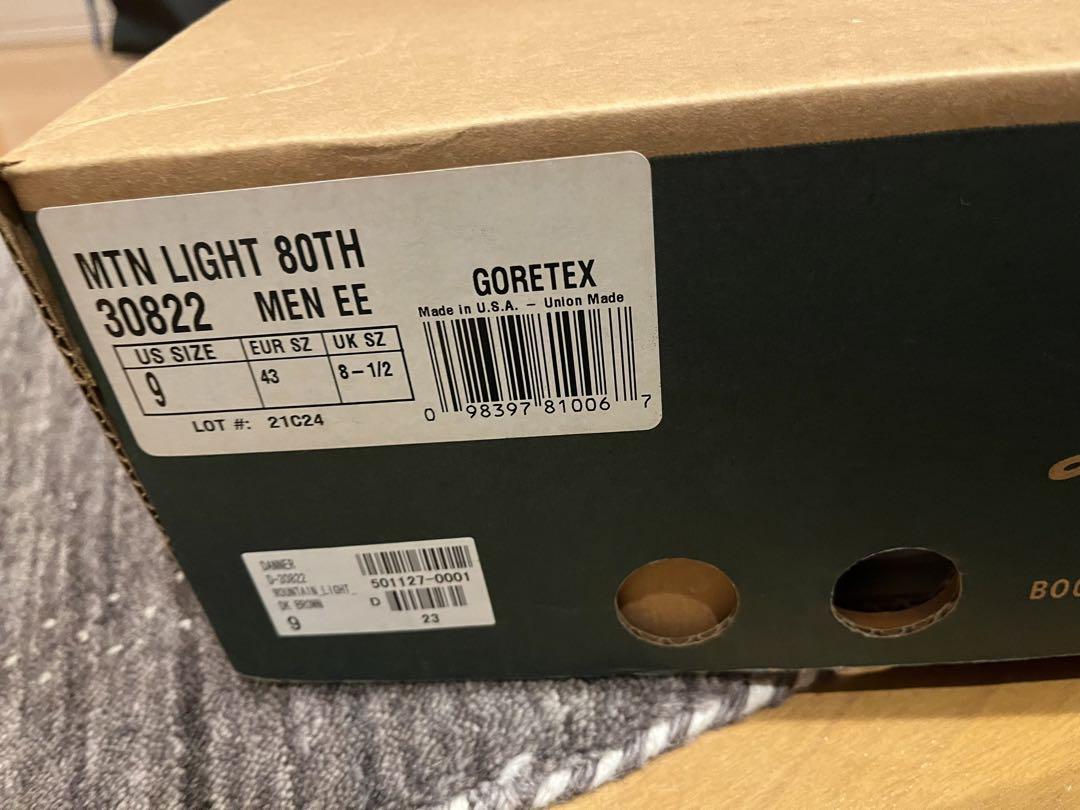 MTN LIGHT 80TH
30822 MEN EE
US SIZE EUR SZ UK SZ
9 43 8-1/2
LOT #: 21C24
GORETEX
Made in U.S.A. - Union Made
0 98397 81006 7
DANNER
D-30822
MOUNTAIN_LIGHT_
DK BROWN
9
501127-0001
D
23